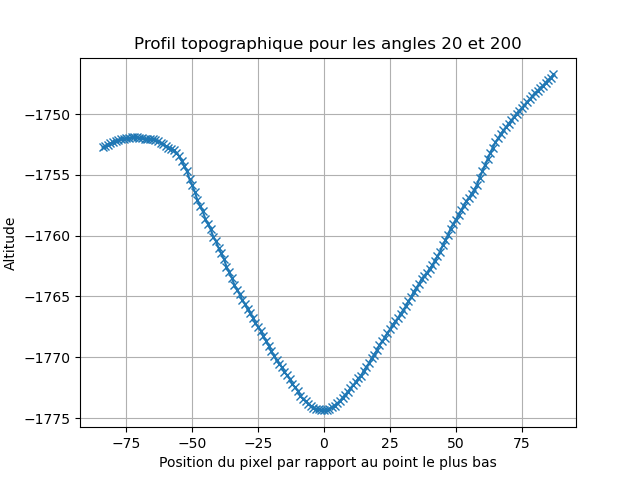 Profil topographique pour les angles 20 et 200
−1750
−1755
−1760
−1765
−1770
−1775
Altitude
−75 −50 −25 0 25 50 75
Position du pixel par rapport au point le plus bas